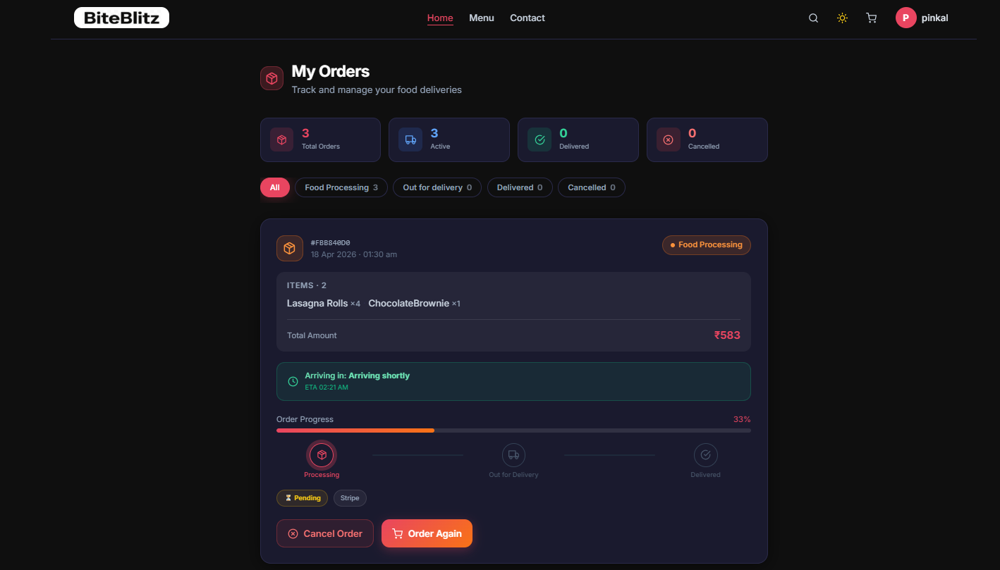 BiteBlitz
Home Menu Contact
P pinkal
My Orders
Track and manage your food deliveries
3
Total Orders
3
Active
0
Delivered
0
Cancelled
All
Food Processing 3
Out for delivery 0
Delivered 0
Cancelled 0
#FBB840D0
18 Apr 2026 · 01:30 am
Food Processing
ITEMS · 2
Lasagna Rolls ×4 ChocolateBrownie ×1
Total Amount ₹583
Arriving in: Arriving shortly
ETA 02:21 AM
Order Progress 33%
Processing Out for Delivery Delivered
⏳ Pending Stripe
Cancel Order Order Again